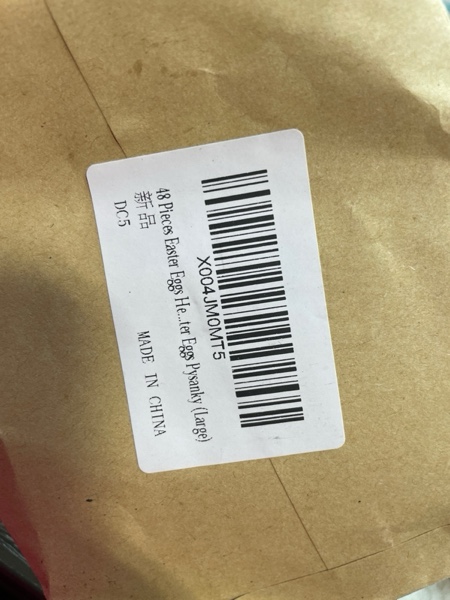 X004JM0MT5
48 Pieces Easter Eggs He...ter Eggs Pysanky (Large)
新品
DC5
MADE IN CHINA